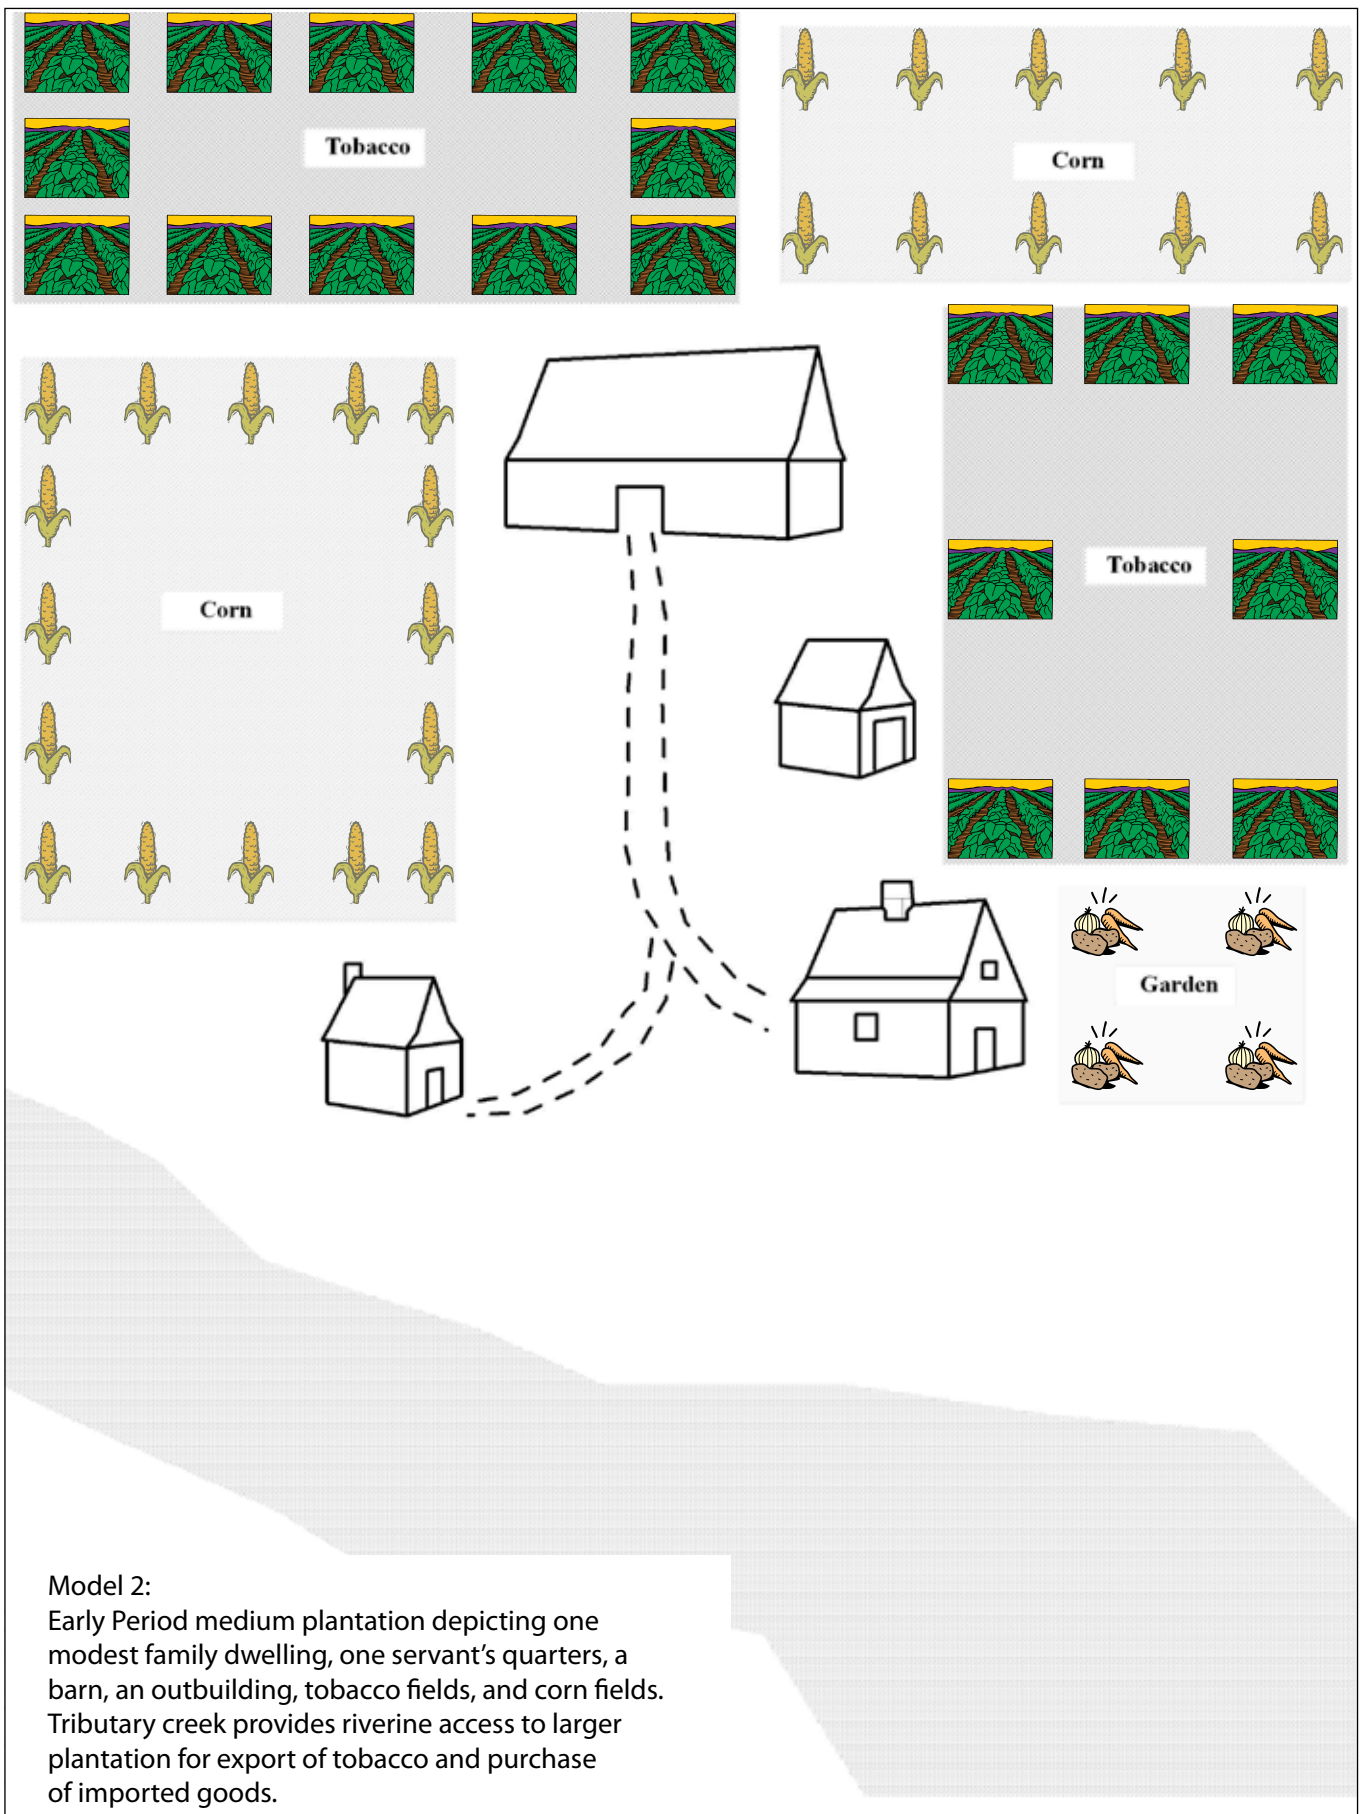 Tobacco
Corn
Corn
Tobacco
Garden
Model 2:
Early Period medium plantation depicting one
modest family dwelling, one servant’s quarters, a
barn, an outbuilding, tobacco fields, and corn fields.
Tributary creek provides riverine access to larger
plantation for export of tobacco and purchase
of imported goods.